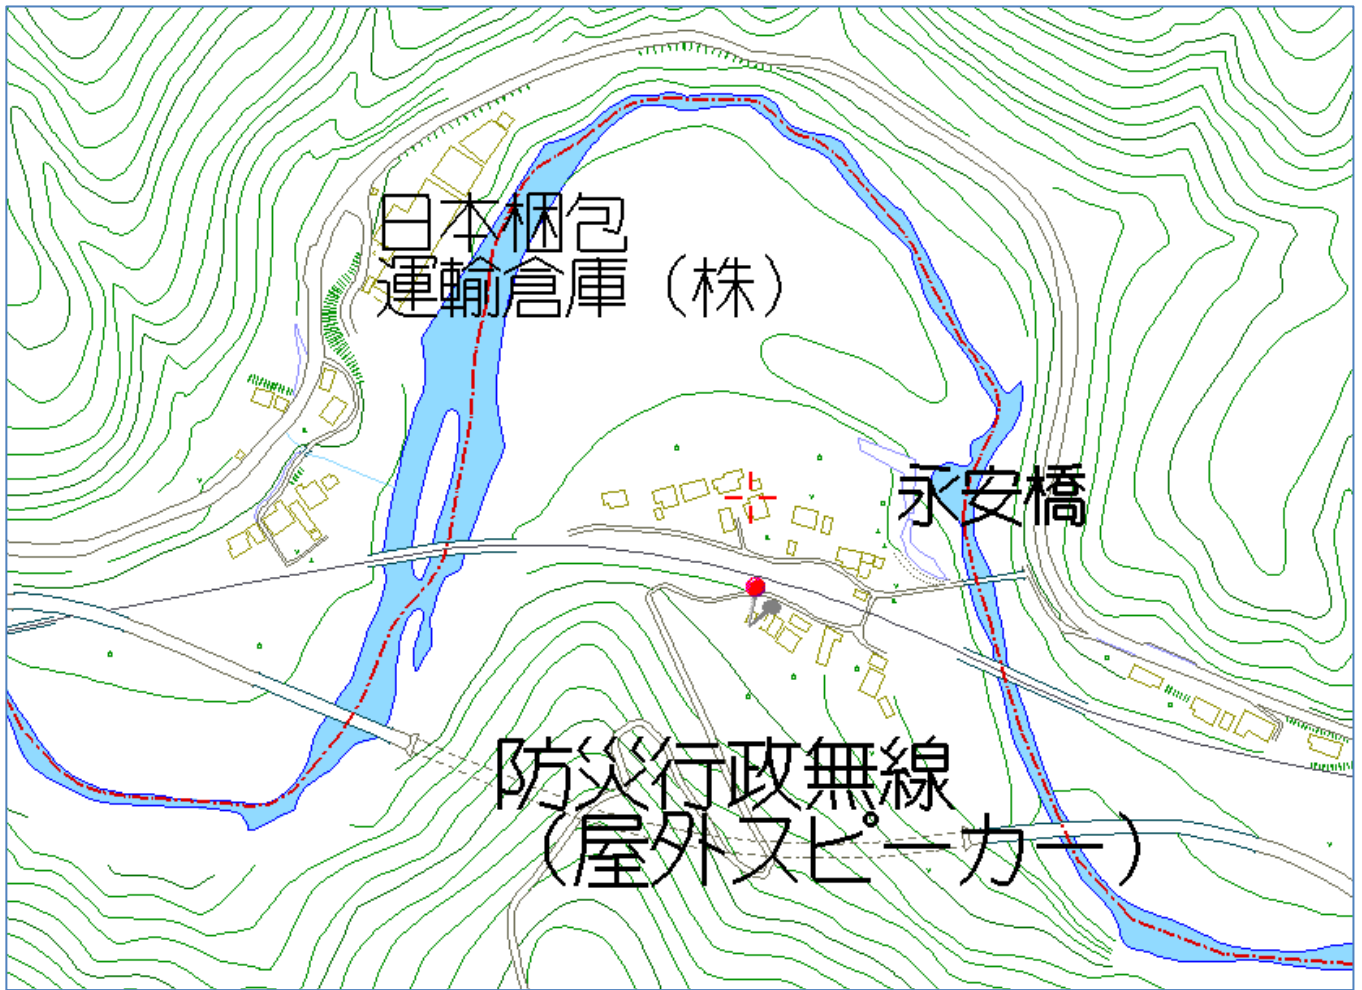 日本梱包
運輸倉庫（株）
永安橋
防災行政無線
（屋外スピーカー）